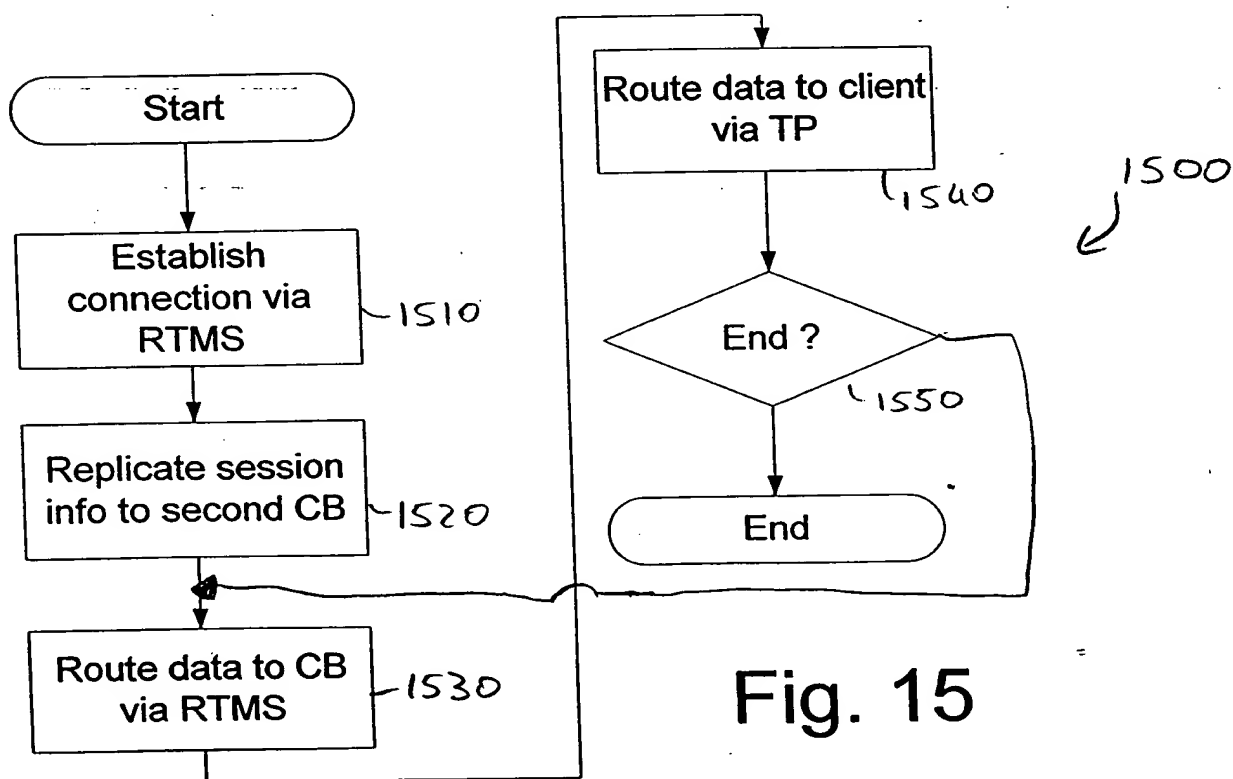 Start
Establish
connection via
RTMS
1510
Replicate session
info to second CB
1520
Route data to CB
via RTMS
1530
Route data to client
via TP
1540
End ?
1550
End
1500
Fig. 15